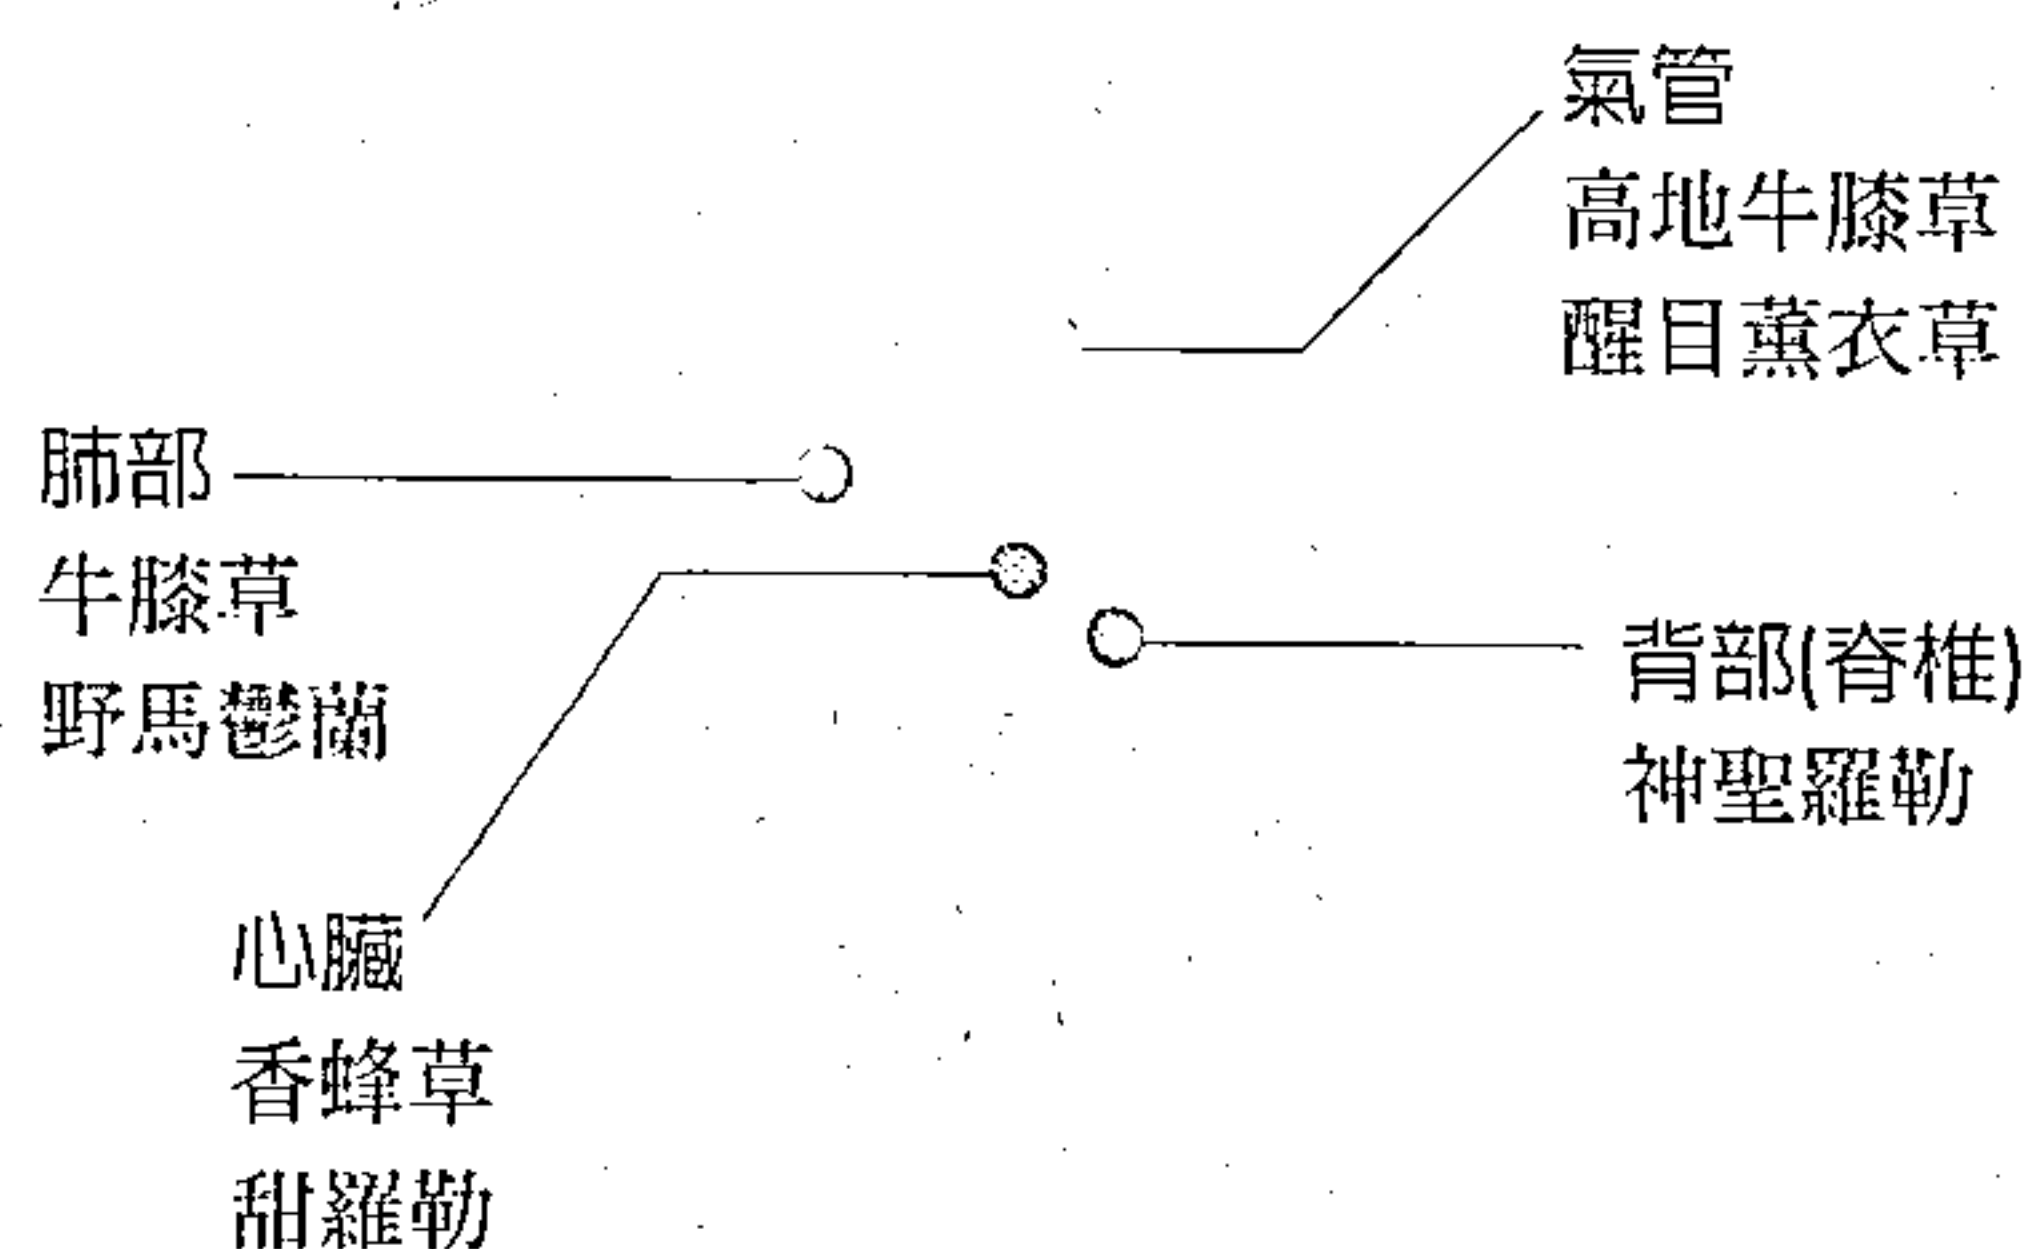 氣管
高地牛膝草
醒目薰衣草
肺部
牛膝草
野馬鬱蘭
背部(脊椎)
神聖羅勒
心臟
香蜂草
甜羅勒